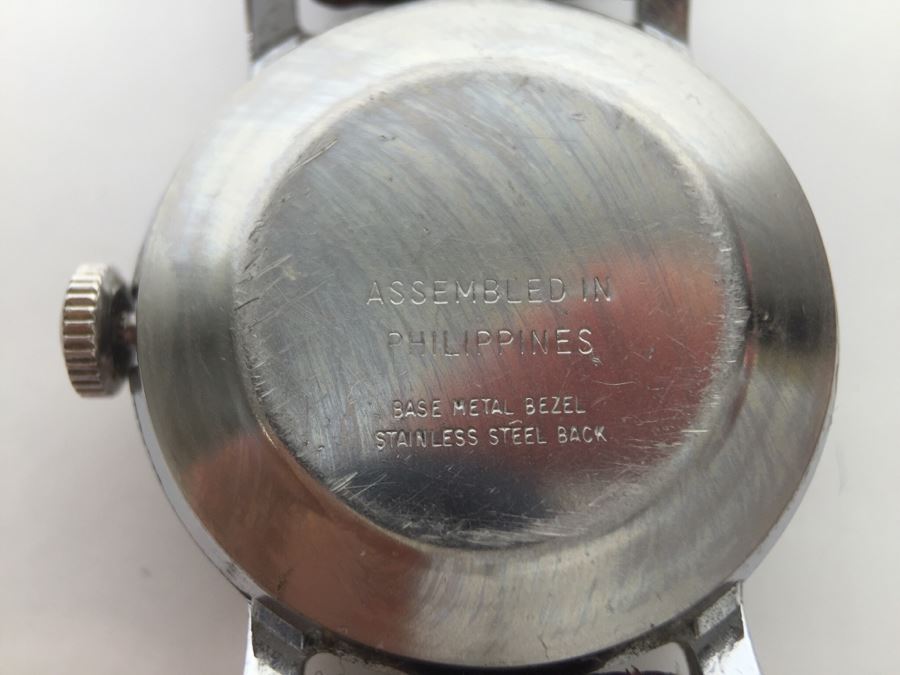 ASSEMBLED IN
PHILIPPINES
BASE METAL BEZEL
STAINLESS STEEL BACK